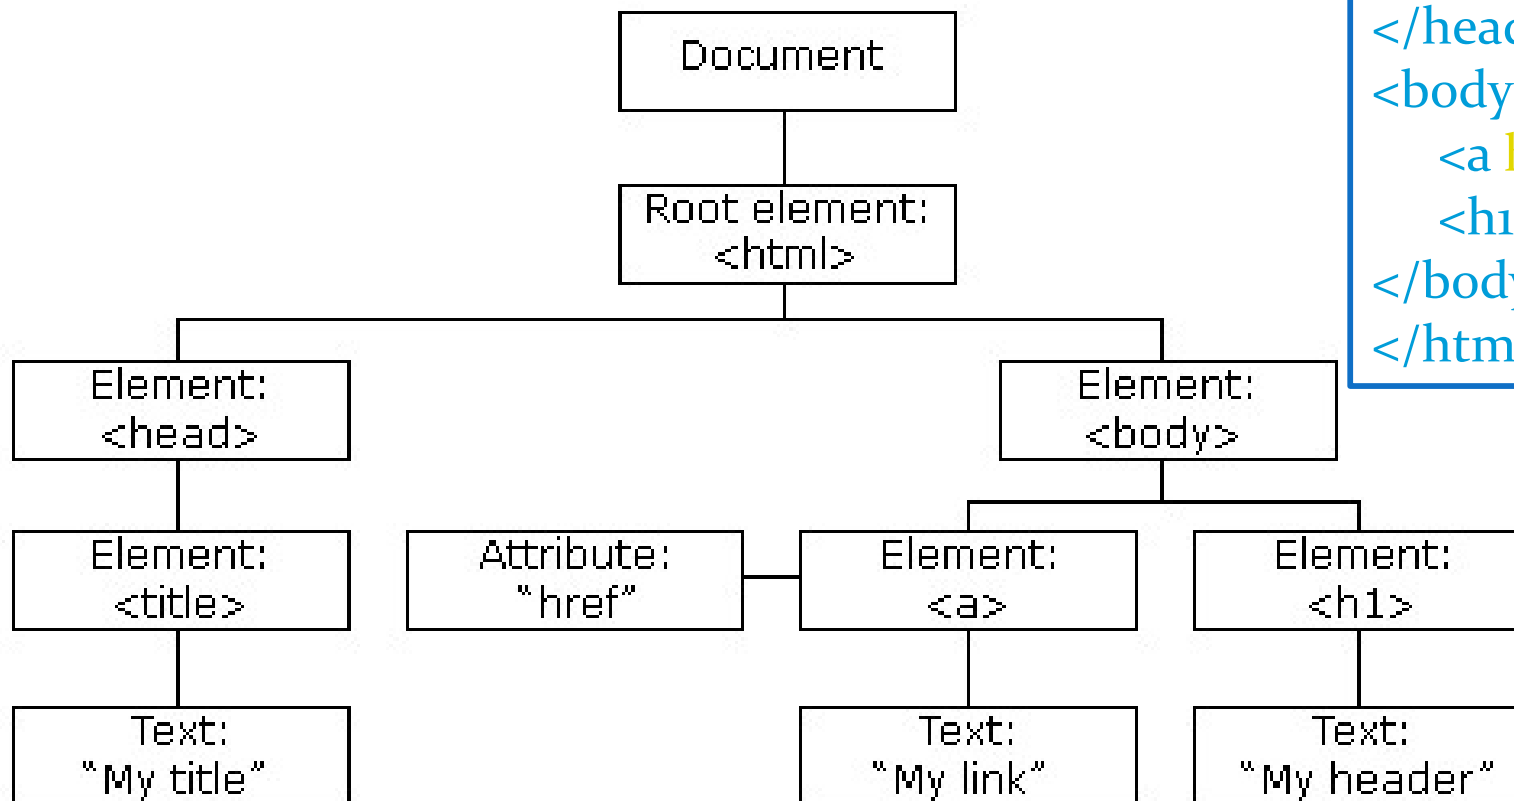 Document
Root element:
<html>
Element:
<head>
Element:
<body>
Element:
<title>
Attribute:
"href"
Element:
<a>
Element:
<h1>
Text:
"My title"
Text:
"My link"
Text:
"My header"
<body
<a
<h1
</htm
</body
</head